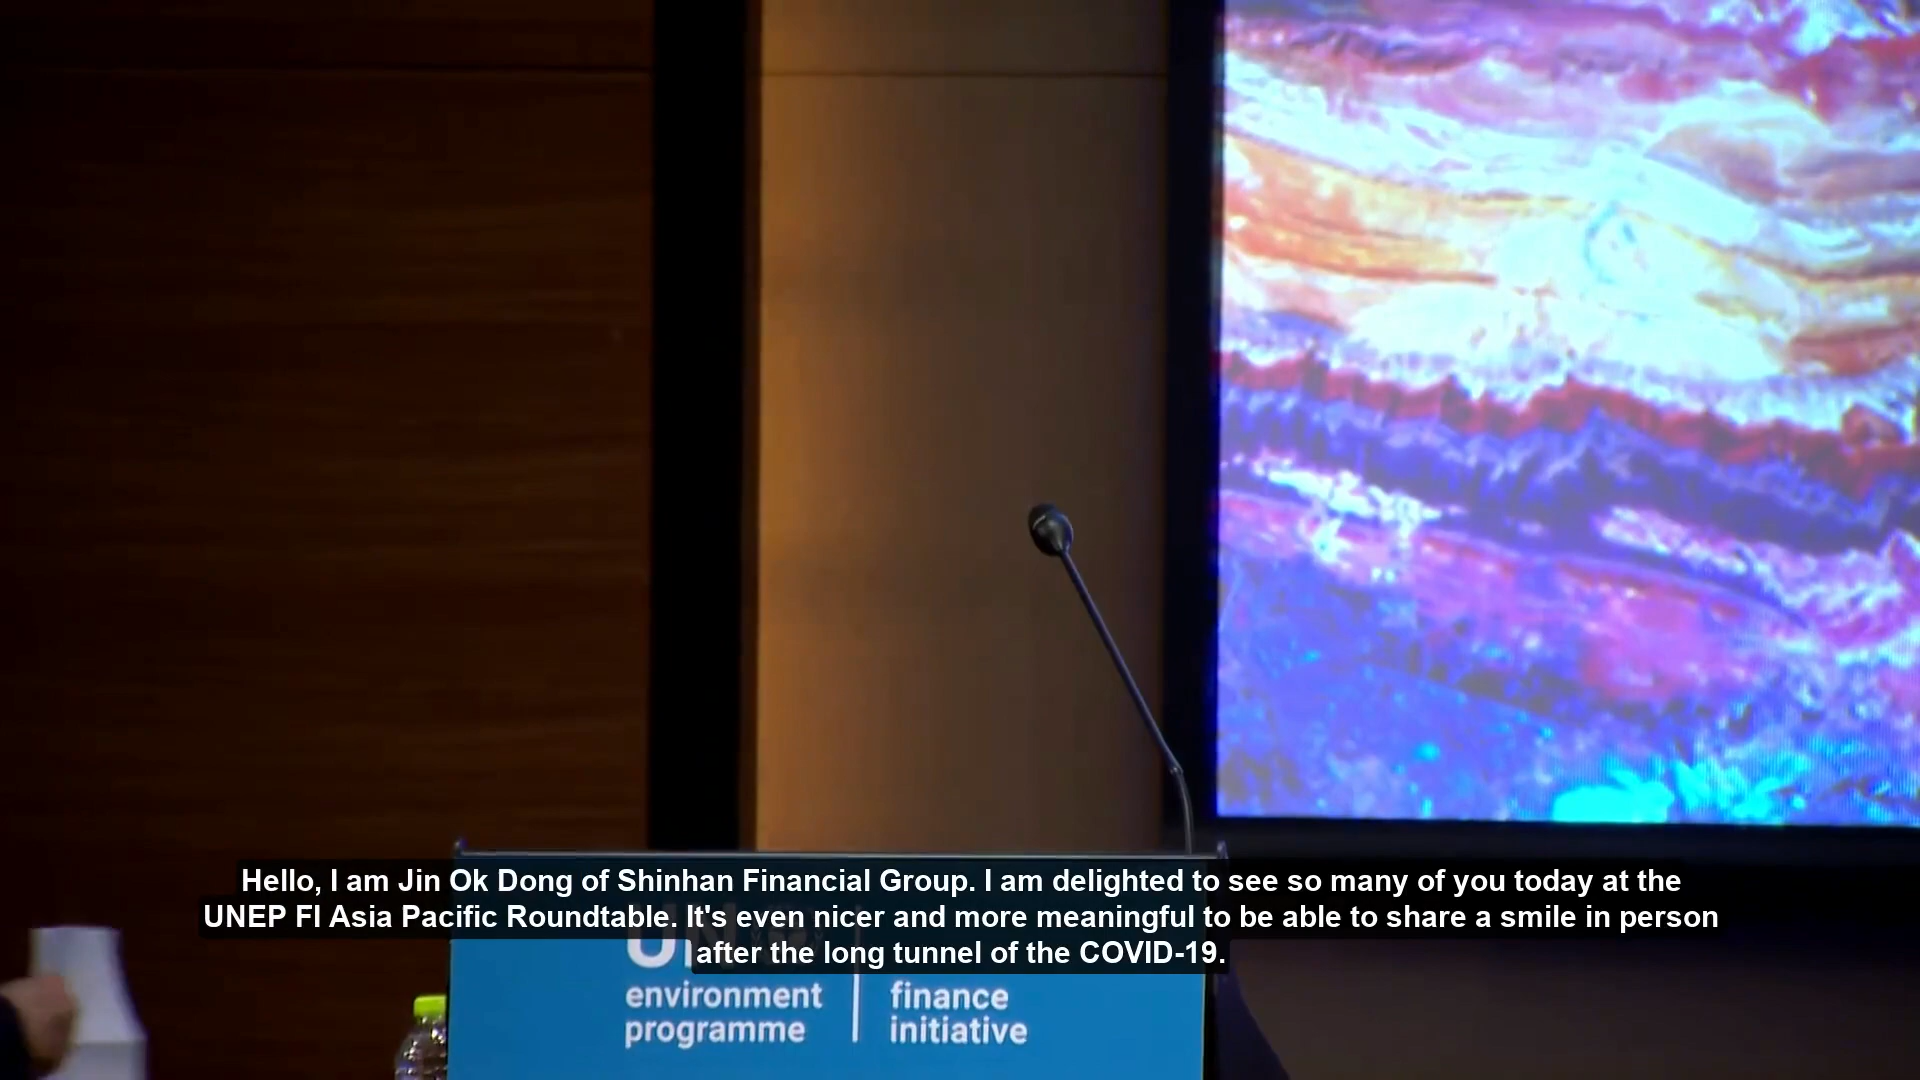 Hello, I am Jin Ok Dong of Shinhan Financial Group. I am delighted to see so many of you today at the
UNEP FI Asia Pacific Roundtable. It's even nicer and more meaningful to be able to share a smile in person
after the long tunnel of the COVID-19.
UN
environment
programme
finance
initiative